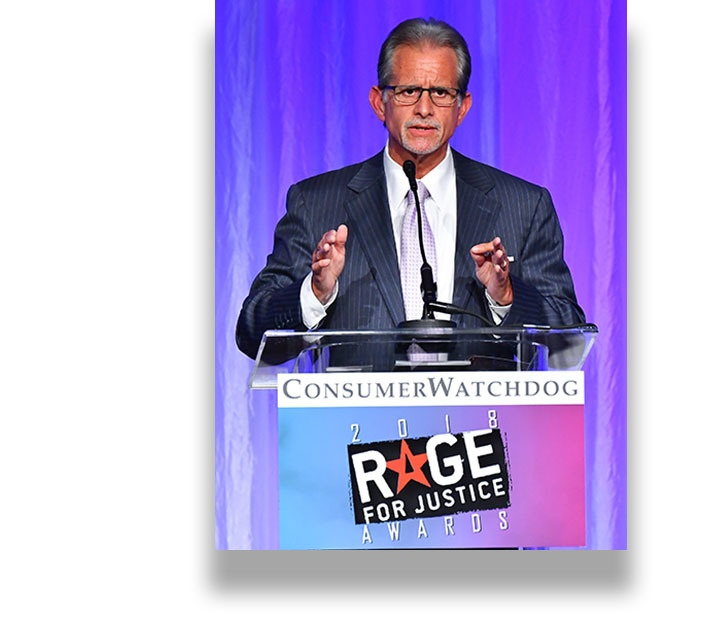 CONSUMERWATCHDOG
2018
RAGE
FOR JUSTICE
AWARDS